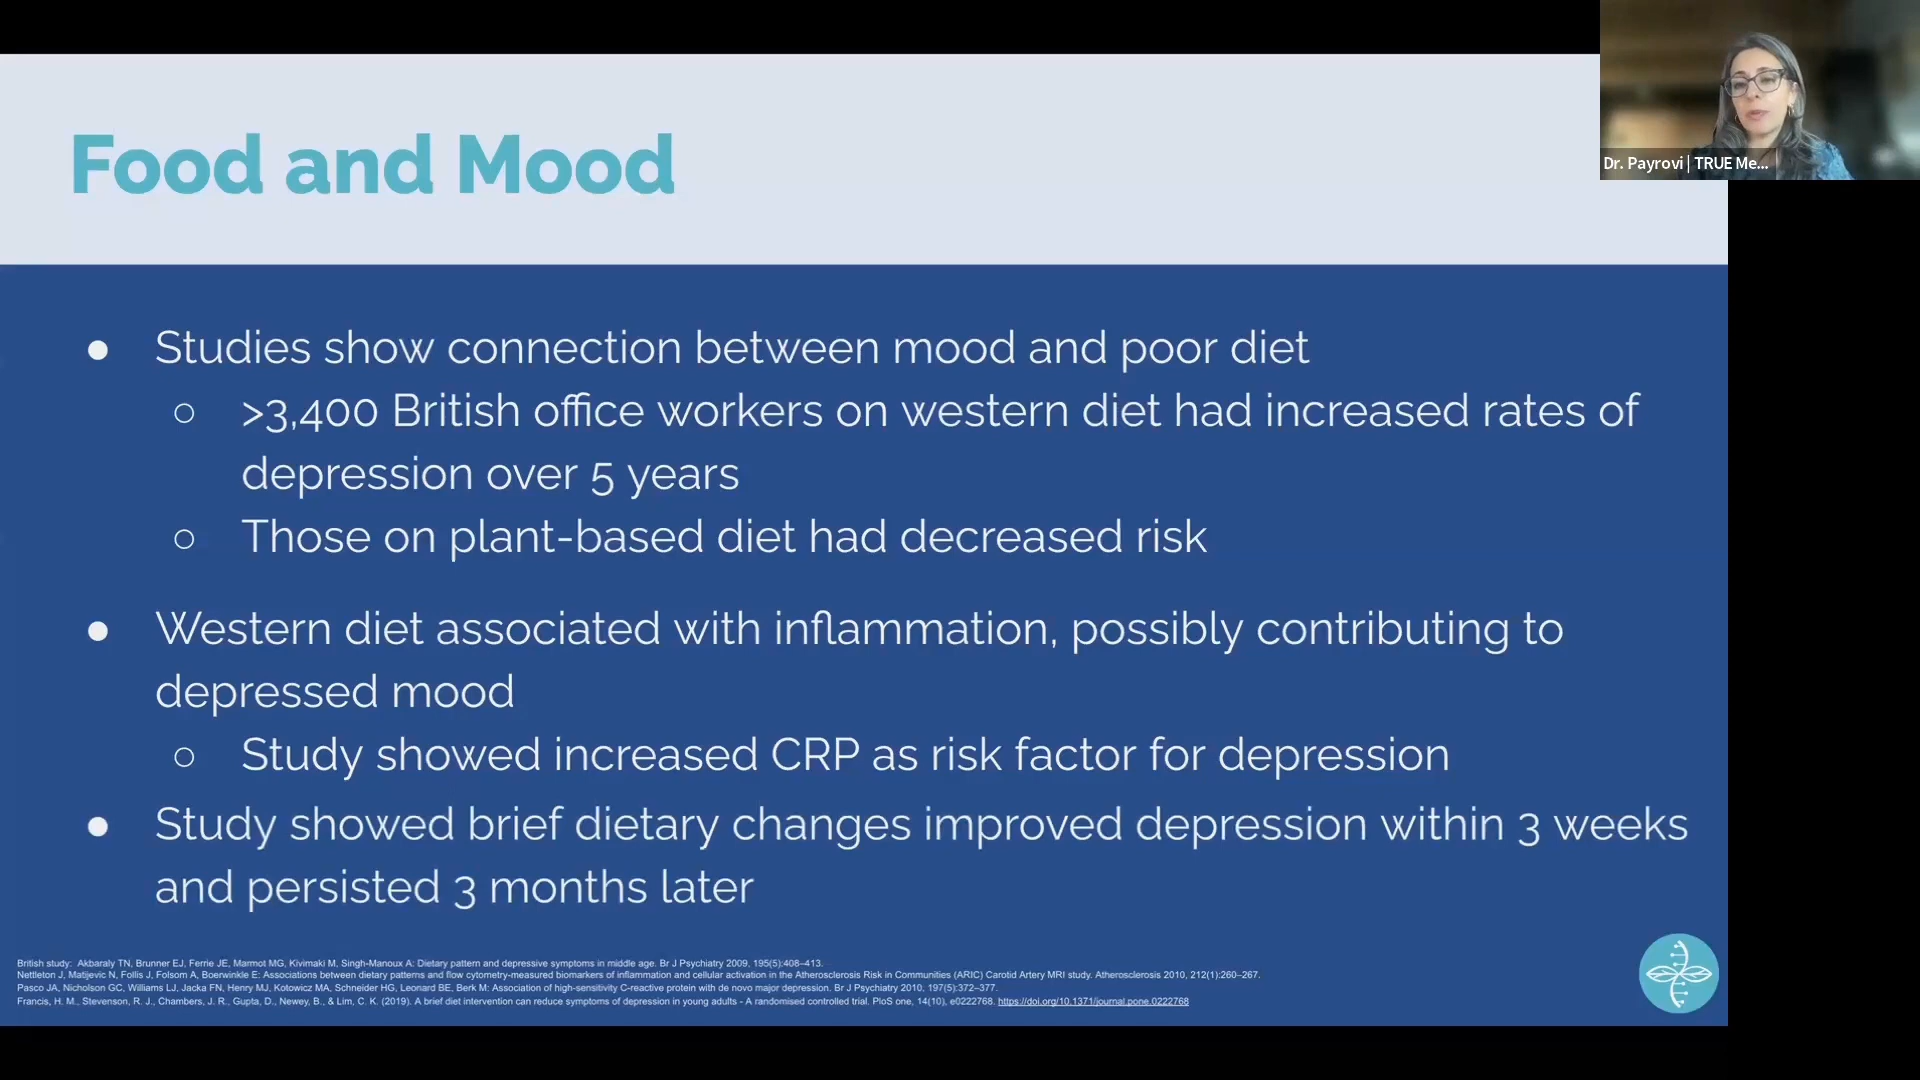 Food and Mood
Dr. Payrovi | TRUE Me...
● Studies show connection between mood and poor diet
○ >3,400 British office workers on western diet had increased rates of
depression over 5 years
○ Those on plant-based diet had decreased risk
● Western diet associated with inflammation, possibly contributing to
depressed mood
○ Study showed increased CRP as risk factor for depression
● Study showed brief dietary changes improved depression within 3 weeks
and persisted 3 months later
British study: Akbaraly TN, Brunner EJ, Ferrie JE, Marmot MG, Kivimaki M, Singh-Manoux A: Dietary pattern and depressive symptoms in middle age. Br J Psychiatry 2009, 195(5):408–413.
Nettleton J, Matijevic N, Follis J, Folsom A, Boerwinkle E: Associations between dietary patterns and flow cytometry-measured biomarkers of inflammation and cellular activation in the Atherosclerosis Risk in Communities (ARIC) Carotid Artery MRI study. Atherosclerosis 2010, 212(1):260–267.
Pasco JA, Nicholson GC, Williams LJ, Jacka FN, Henry MJ, Kotowicz MA, Schneider HG, Leonard BE, Berk M: Association of high-sensitivity C-reactive protein with de novo major depression. Br J Psychiatry 2010, 197(5):372–377.
Francis, H. M., Stevenson, R. J., Chambers, J. R., Gupta, D., Newey, B., & Lim, C. K. (2019). A brief diet intervention can reduce symptoms of depression in young adults - A randomised controlled trial. PloS one, 14(10), e0222768. https://doi.org/10.1371/journal.pone.0222768